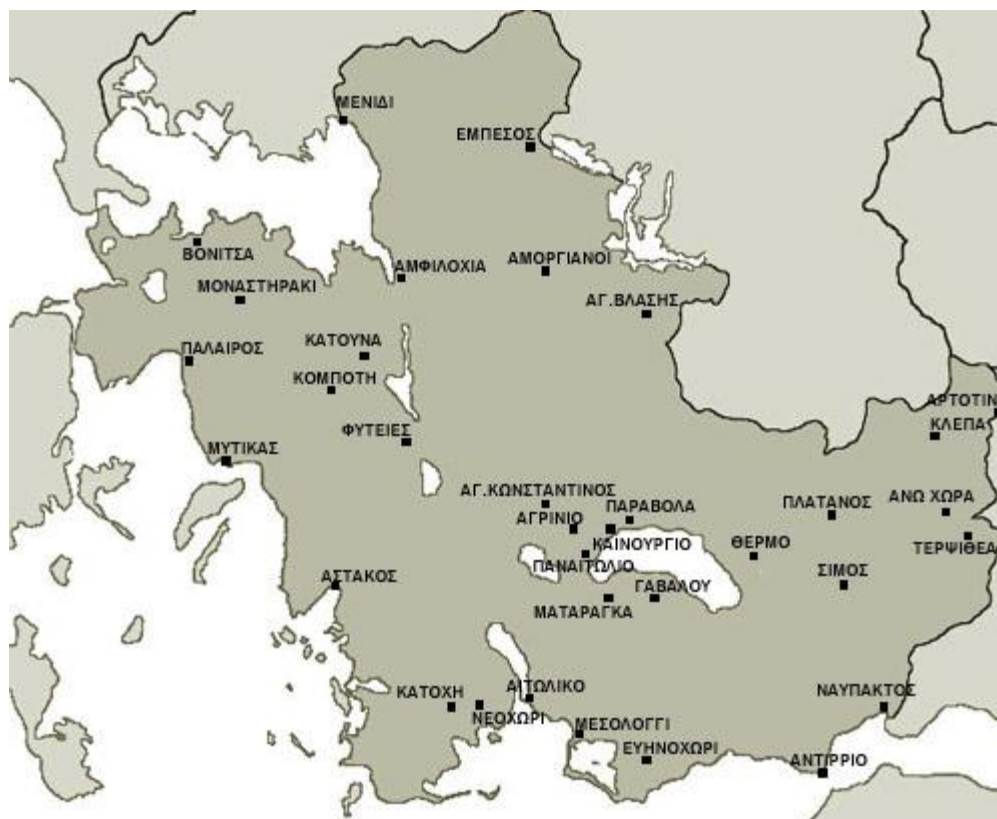 ΜΕΝΙΔΙ
ΕΜΠΕΣΟΣ
ΒΟΝΙΤΣΑ
ΑΜΦΙΛΟΧΙΑ
ΑΜΟΡΓΙΑΝΟΙ
ΜΟΝΑΣΤΗΡΑΚΙ
ΑΓ.ΒΛΑΣΗΣ
ΠΑΛΑΙΡΟΣ
ΚΑΤΟΥΝΑ
ΚΟΜΠΟΤΗ
ΑΡΤΟΤΙΝ
ΚΛΕΠΑ
ΦΥΤΕΙΕΣ
ΜΥΤΙΚΑΣ
ΑΓ.ΚΩΝΣΤΑΝΤΙΝΟΣ
ΠΑΡΑΒΟΛΑ
ΠΛΑΤΑΝΟΣ
ΑΝΩ ΧΩΡΑ
ΑΓΡΙΝΙΟ
ΚΑΙΝΟΥΡΓΙΟ
ΘΕΡΜΟ
ΤΕΡΨΙΘΕΑ
ΠΑΝΑΙΤΩΛΙΟ
ΑΣΤΑΚΟΣ
ΓΑΒΑΛΟΥ
ΣΙΜΟΣ
ΜΑΤΑΡΑΓΚΑ
ΚΑΤΟΧΗ
ΑΙΤΩΛΙΚΟ
ΝΑΥΠΑΚΤΟΣ
ΝΕΟΧΩΡΙ
ΜΕΣΟΛΟΓΓΙ
ΕΥΗΝΟΧΩΡΙ
ΑΝΤΙΡΡΙΟ